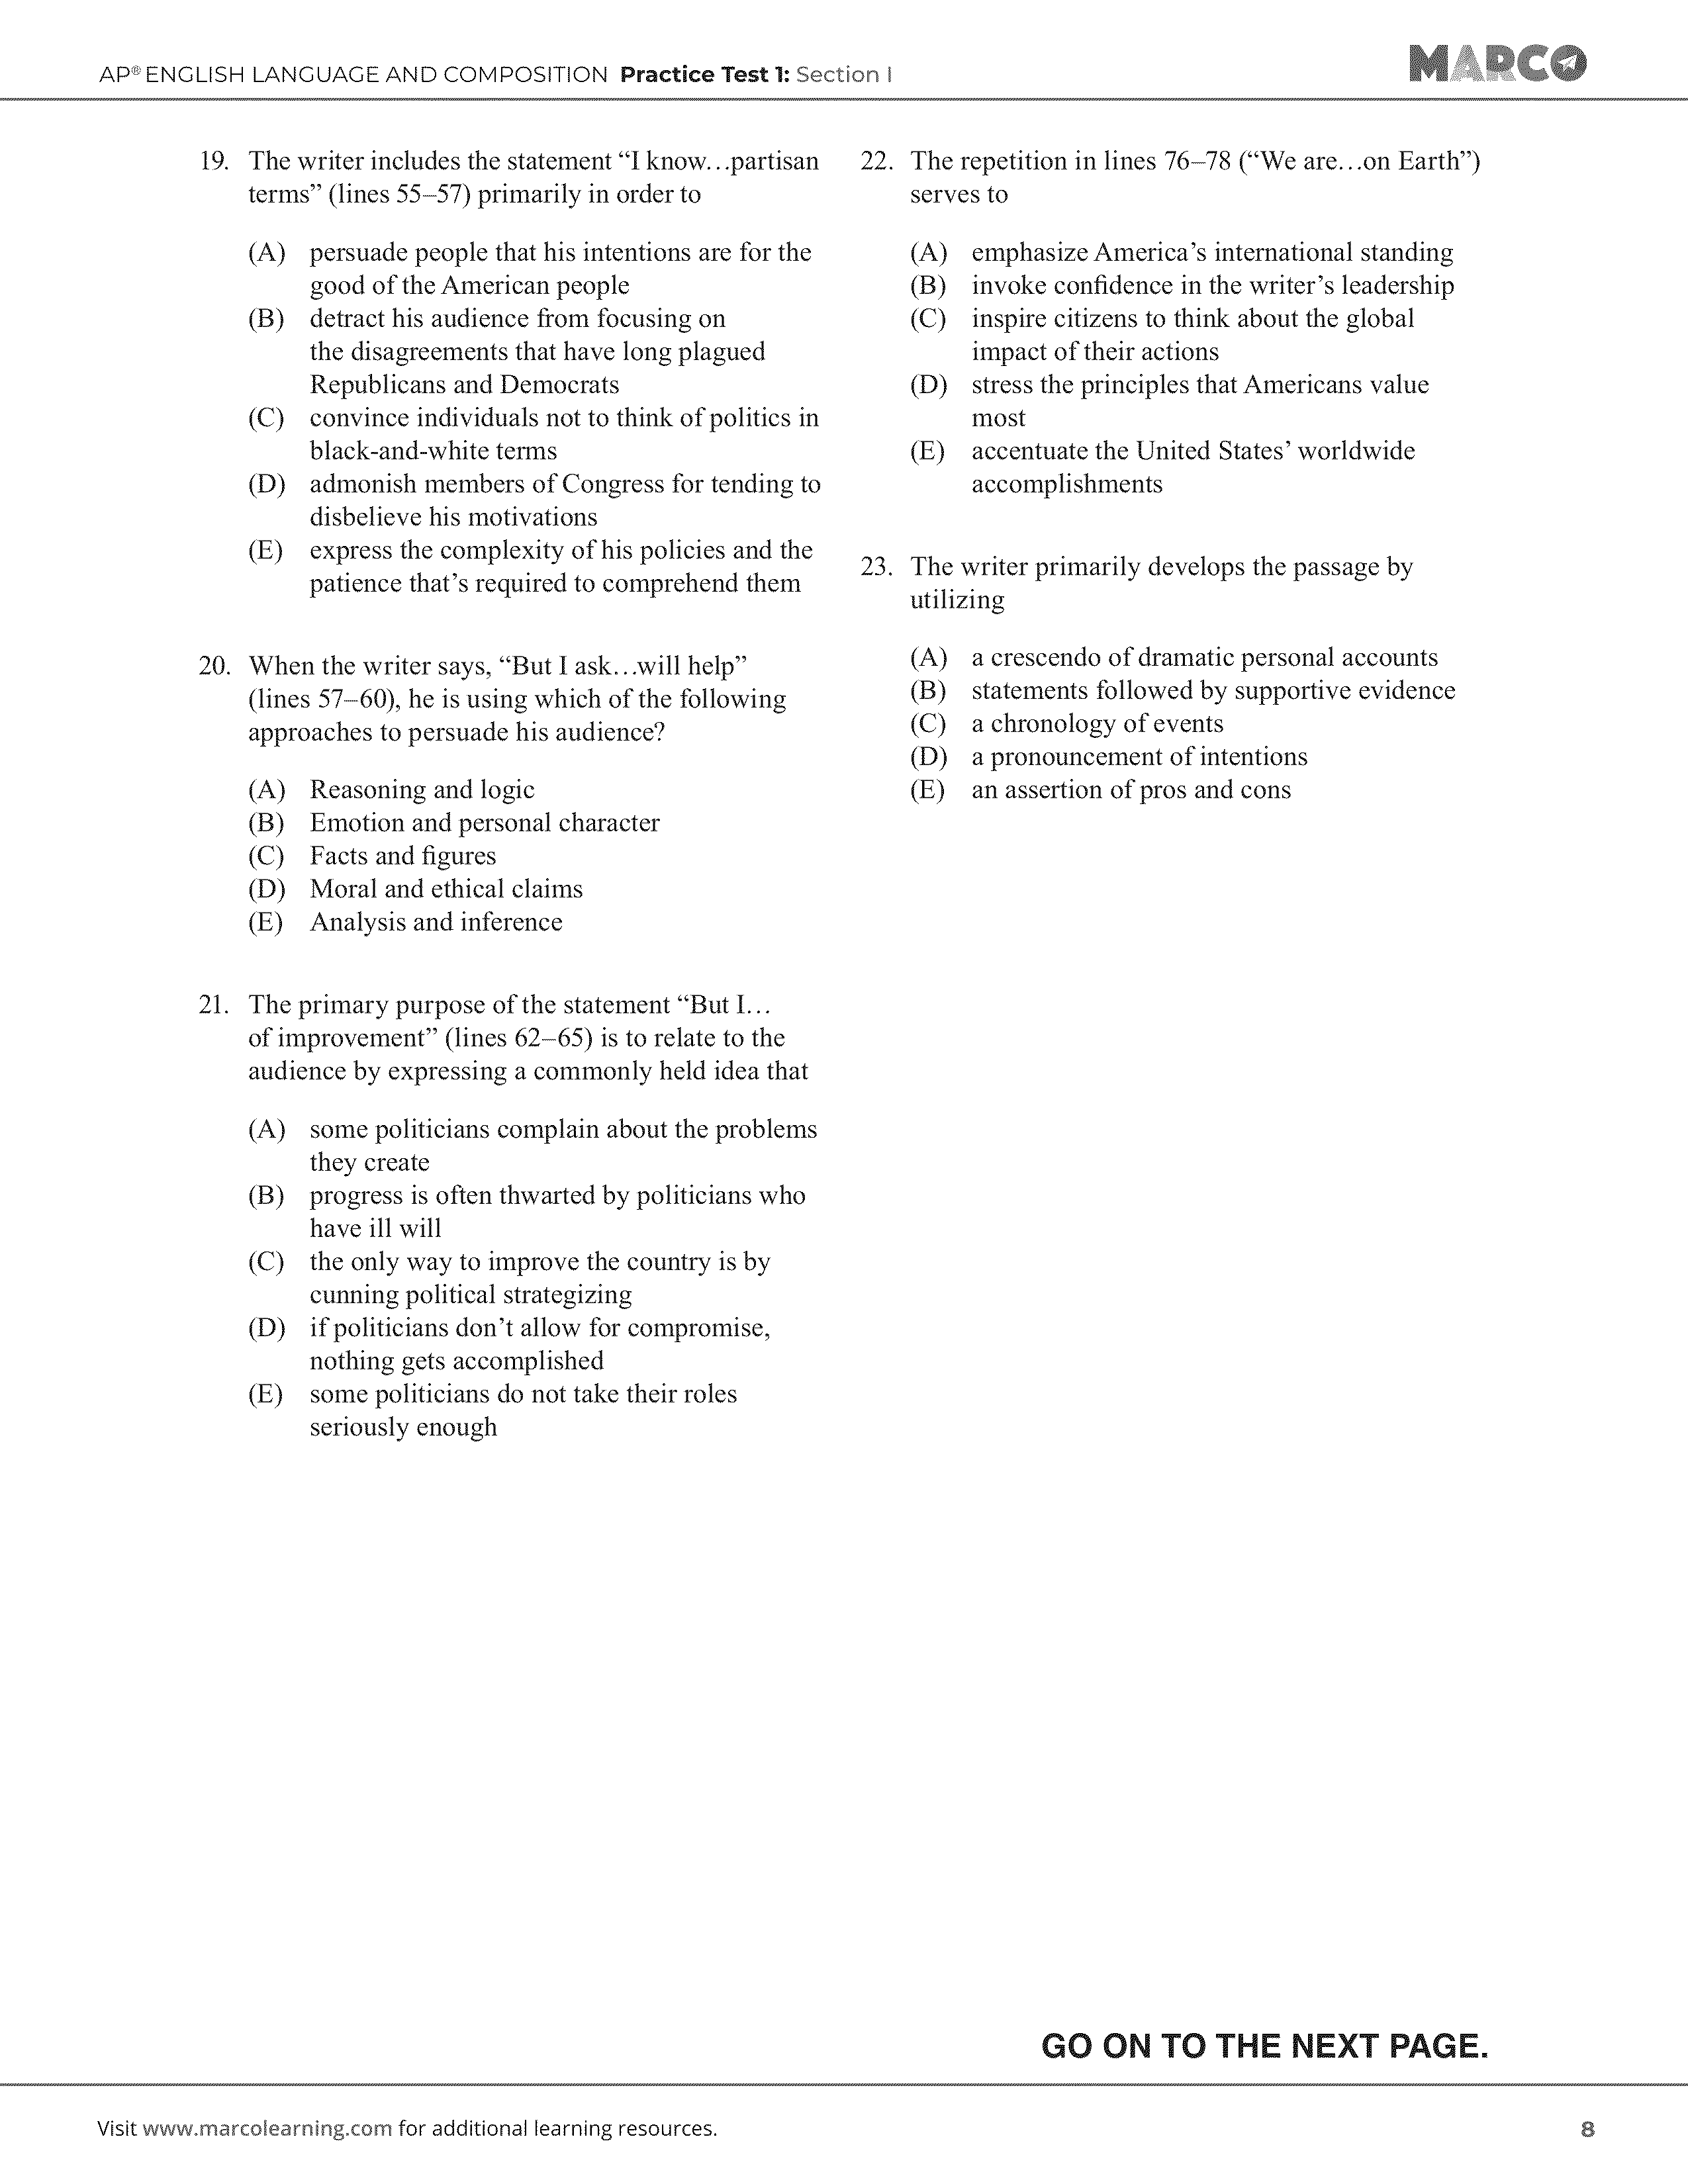 AP® ENGLISH LANGUAGE AND COMPOSITION Practice Test 1: Section I
MARCO
19. The writer includes the statement “I know…partisan
terms” (lines 55–57) primarily in order to
(A) persuade people that his intentions are for the
good of the American people
(B) detract his audience from focusing on
the disagreements that have long plagued
Republicans and Democrats
(C) convince individuals not to think of politics in
black-and-white terms
(D) admonish members of Congress for tending to
disbelieve his motivations
(E) express the complexity of his policies and the
patience that’s required to comprehend them
20. When the writer says, “But I ask…will help”
(lines 57–60), he is using which of the following
approaches to persuade his audience?
(A) Reasoning and logic
(B) Emotion and personal character
(C) Facts and figures
(D) Moral and ethical claims
(E) Analysis and inference
21. The primary purpose of the statement “But I…
of improvement” (lines 62–65) is to relate to the
audience by expressing a commonly held idea that
(A) some politicians complain about the problems
they create
(B) progress is often thwarted by politicians who
have ill will
(C) the only way to improve the country is by
cunning political strategizing
(D) if politicians don’t allow for compromise,
nothing gets accomplished
(E) some politicians do not take their roles
seriously enough
22. The repetition in lines 76–78 (“We are…on Earth”)
serves to
(A) emphasize America’s international standing
(B) invoke confidence in the writer’s leadership
(C) inspire citizens to think about the global
impact of their actions
(D) stress the principles that Americans value
most
(E) accentuate the United States’ worldwide
accomplishments
23. The writer primarily develops the passage by
utilizing
(A) a crescendo of dramatic personal accounts
(B) statements followed by supportive evidence
(C) a chronology of events
(D) a pronouncement of intentions
(E) an assertion of pros and cons
GO ON TO THE NEXT PAGE.
Visit www.marcolearning.com for additional learning resources.
8